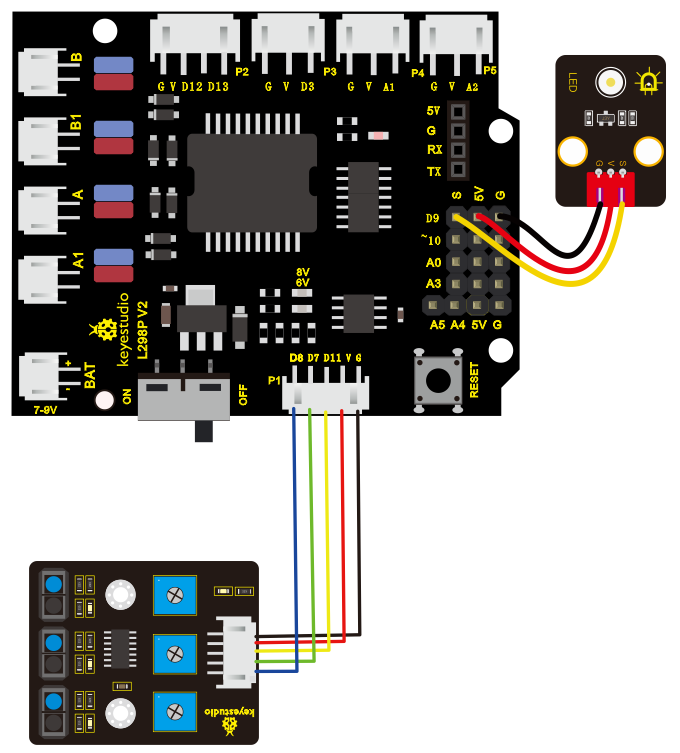 B
B1
A
A1
BAT
+
-
7-9V
G V D12 D13
P2
G V D3
P3
G V A1
P4
G V A2
P5
5V
G
RX
TX
S 5V G
D9
~10
A0
A3
A5 A4 5V G
8V
6V
keyestudio
L298P V2
ON
OFF
P1
D8 D7 D11 V G
RESET
LED
G V S
keyestudio